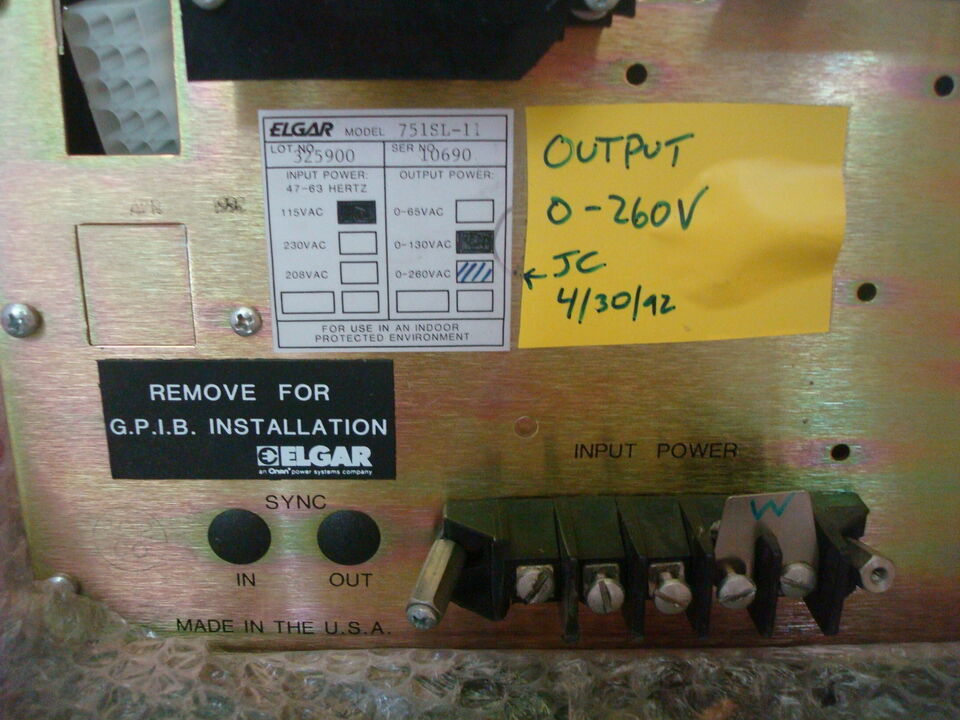 ELGAR MODEL 751SL-11
LOT.NO. 325900 SER NO. 10690
INPUT POWER:
47-63 HERTZ
115VAC
230VAC
208VAC
OUTPUT POWER:
0-65VAC
0-130VAC
0-260VAC
FOR USE IN AN INDOOR
PROTECTED ENVIRONMENT
OUTPUT
0-260V
← JC
4/30/92
REMOVE FOR
G.P.I.B. INSTALLATION
ELGAR
an Onan power systems company
INPUT POWER
W
SYNC
IN OUT
MADE IN THE U.S.A.